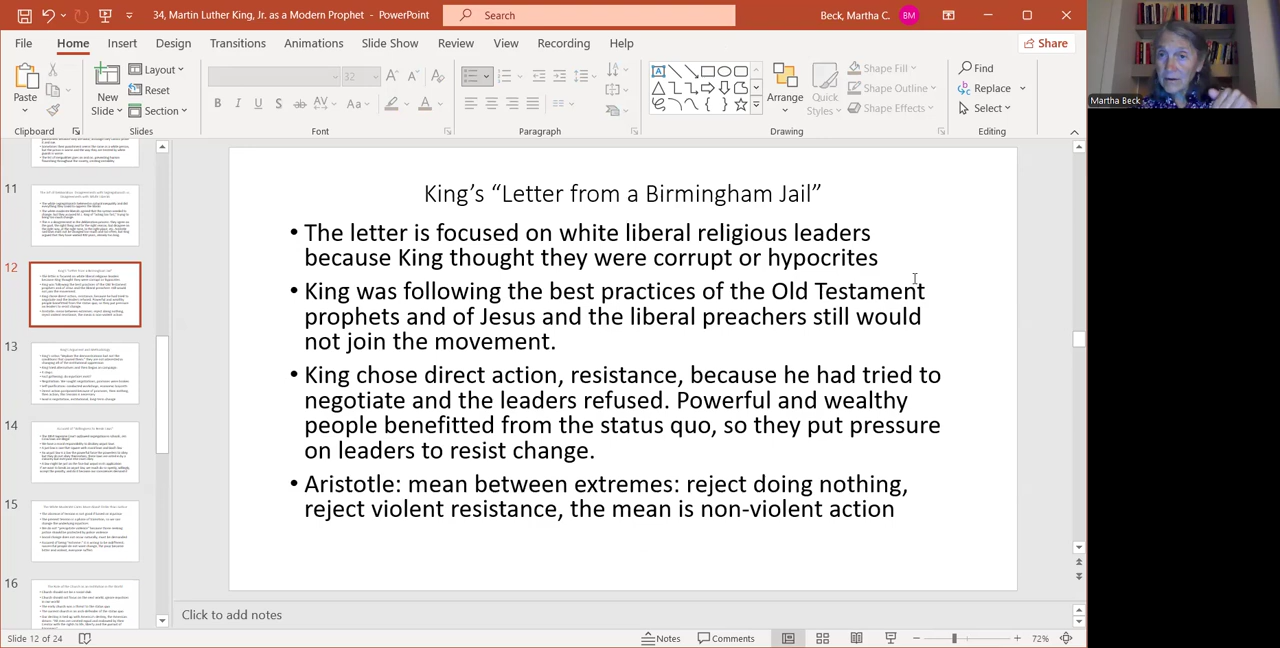 34, Martin Luther King, Jr. as a Modern Prophet - PowerPoint
Search
Beck, Martha C.
BM
File Home Insert Design Transitions Animations Slide Show Review View Recording Help
Share
Paste
New Slide
Layout
Reset
Section
32
B I U S ab AV Aa A
Arrange
Quick Styles
Shape Fill
Shape Outline
Shape Effects
Find
Replace
Select
Clipboard Slides Font Paragraph Drawing Editing
Martha Beck
11
12
13
14
15
16
King's "Letter from a Birmingham Jail"
• The letter is focused on white liberal religious leaders
because King thought they were corrupt or hypocrites
• King was following the best practices of the Old Testament
prophets and of Jesus and the liberal preachers still would
not join the movement.
• King chose direct action, resistance, because he had tried to
negotiate and the leaders refused. Powerful and wealthy
people benefitted from the status quo, so they put pressure
on leaders to resist change.
• Aristotle: mean between extremes: reject doing nothing,
reject violent resistance, the mean is non-violent action
Click to add notes
Slide 12 of 24
Notes
Comments
72%